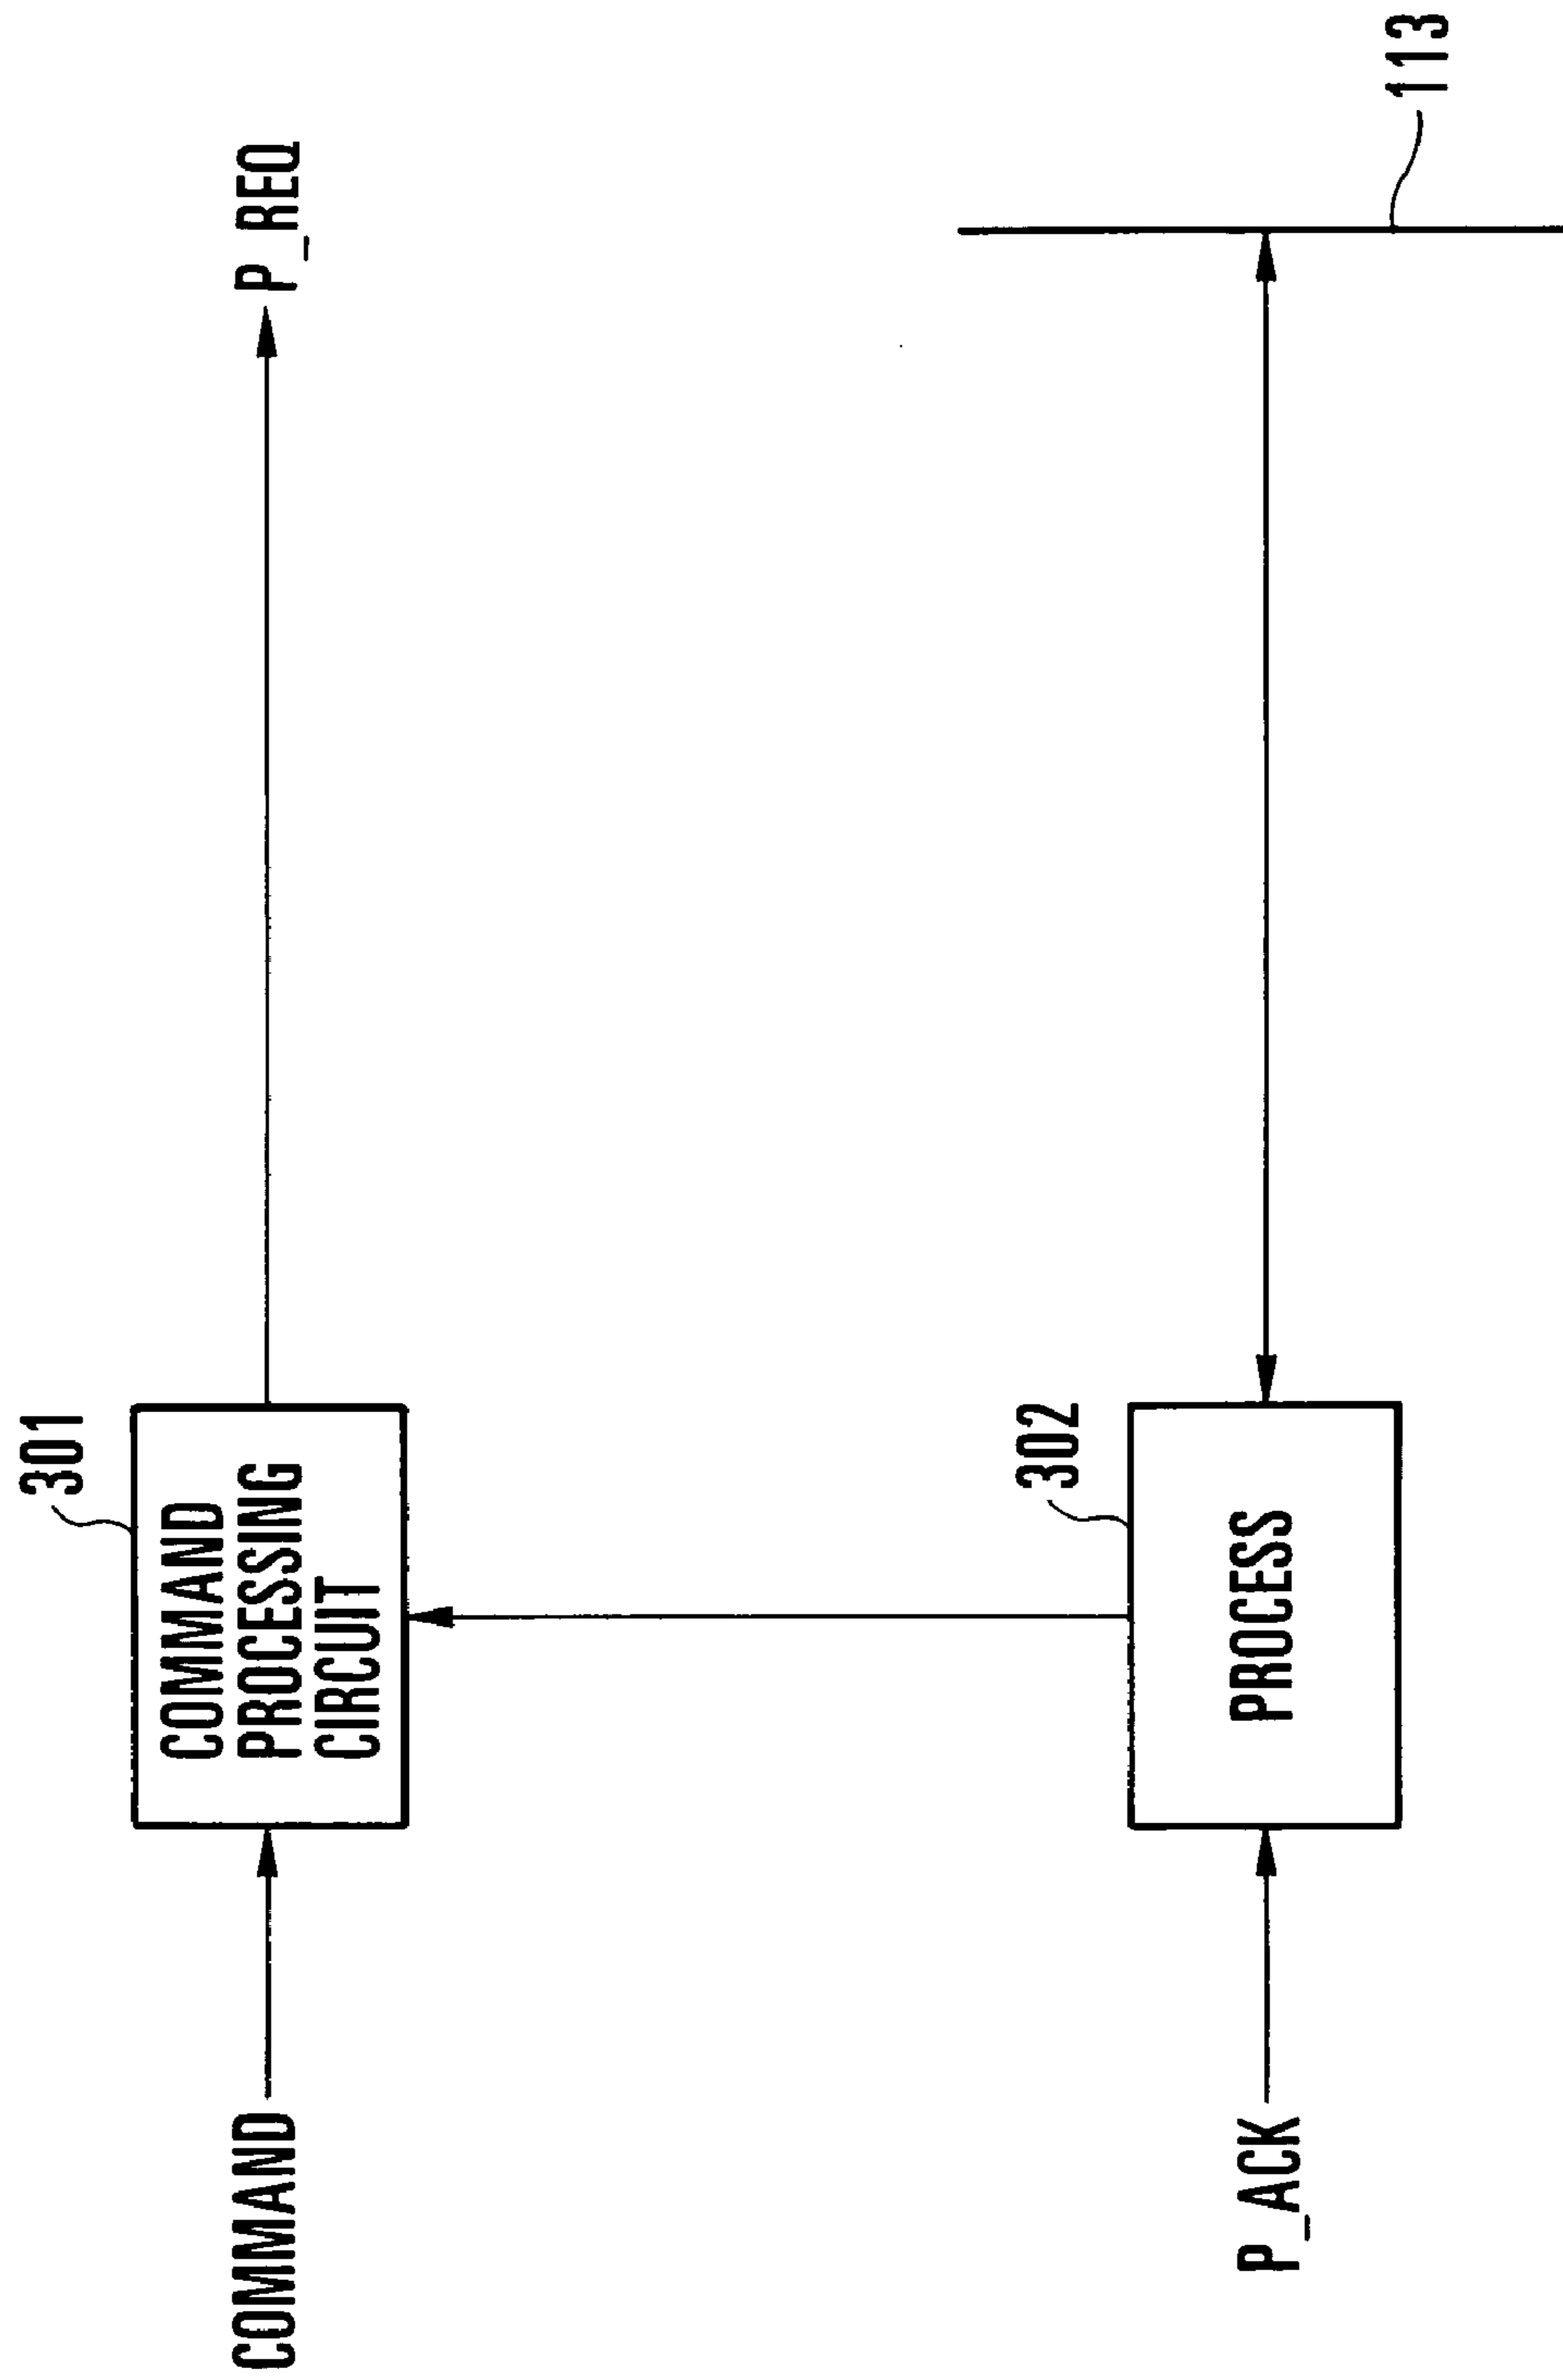 COMMAND
301
COMMAND
PROCESSING
CIRCUIT
P_REQ
P_ACK
302
PROCESS
113